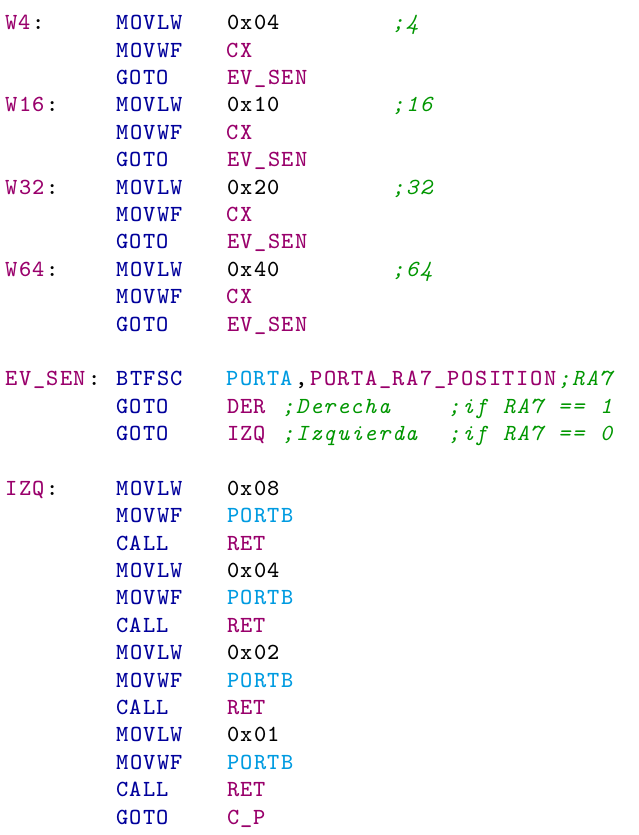 W4: MOVLW 0x04 ;4
MOVWF CX
GOTO EV_SEN
W16: MOVLW 0x10 ;16
MOVWF CX
GOTO EV_SEN
W32: MOVLW 0x20 ;32
MOVWF CX
GOTO EV_SEN
W64: MOVLW 0x40 ;64
MOVWF CX
GOTO EV_SEN
EV_SEN: BTFSC PORTA,PORTA_RA7_POSITION;RA7
GOTO DER ;Derecha ;if RA7 == 1
GOTO IZQ ;Izquierda ;if RA7 == 0
IZQ: MOVLW 0x08
MOVWF PORTB
CALL RET
MOVLW 0x04
MOVWF PORTB
CALL RET
MOVLW 0x02
MOVWF PORTB
CALL RET
MOVLW 0x01
MOVWF PORTB
CALL RET
GOTO C_P